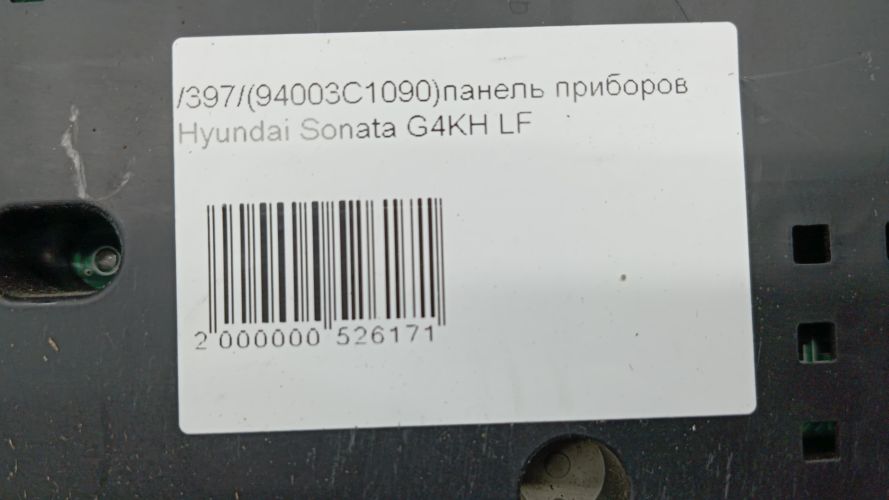 /397/(94003C1090)панель приборов
Hyundai Sonata G4KH LF
2 000000 526171